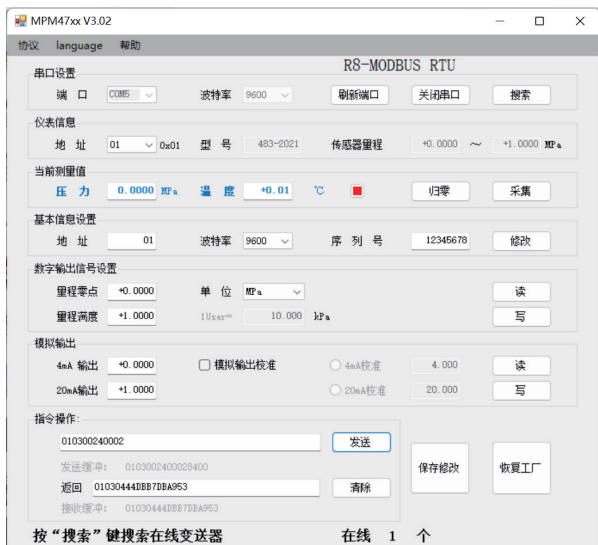 MPM47xx V3.02
协议 language 帮助
R8-MODBUS RTU
串口设置
端 口 COM5 波特率 9600 刷新端口 关闭串口 搜索
仪表信息
地 址 01 0x01 型 号 483-2021 传感器量程 +0.0000 ～ +1.0000 MPa
当前测量值
压 力 0.0000 MPa 温 度 +0.01 ℃ 归零 采集
基本信息设置
地 址 01 波特率 9600 序 列 号 12345678 修改
数字输出信号设置
量程零点 +0.0000 单 位 MPa 读
量程满度 +1.0000 1User= 10.000 kPa 写
模拟输出
4mA 输出 +0.0000 模拟输出校准 4mA校准 4.000 读
20mA输出 +1.0000 20mA校准 20.000 写
指令操作:
010300240002 发送
发送缓冲: 0103002400028400
返回 01030444DBB7DBA953 清除
接收缓冲: 01030444DBB7DBA953
保存修改 恢复工厂
按“搜索”键搜索在线变送器 在线 1 个